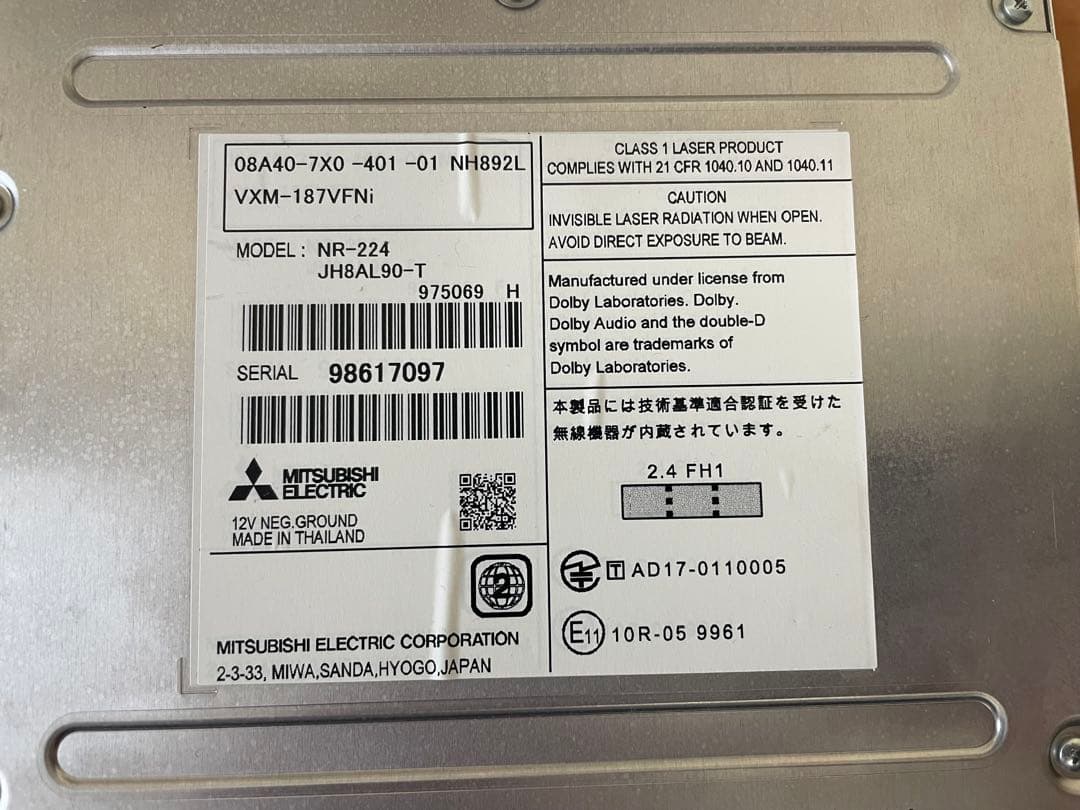 08A40-7X0 -401 -01 NH892L
VXM-187VFNi
MODEL : NR-224
JH8AL90-T
975069 H
SERIAL 98617097
MITSUBISHI
ELECTRIC
12V NEG.GROUND
MADE IN THAILAND
2
MITSUBISHI ELECTRIC CORPORATION
2-3-33, MIWA,SANDA,HYOGO,JAPAN
CLASS 1 LASER PRODUCT
COMPLIES WITH 21 CFR 1040.10 AND 1040.11
CAUTION
INVISIBLE LASER RADIATION WHEN OPEN.
AVOID DIRECT EXPOSURE TO BEAM.
Manufactured under license from
Dolby Laboratories. Dolby.
Dolby Audio and the double-D
symbol are trademarks of
Dolby Laboratories.
本製品には技術基準適合認証を受けた
無線機器が内蔵されています。
2.4 FH1
T AD17-0110005
E11 10R-05 9961